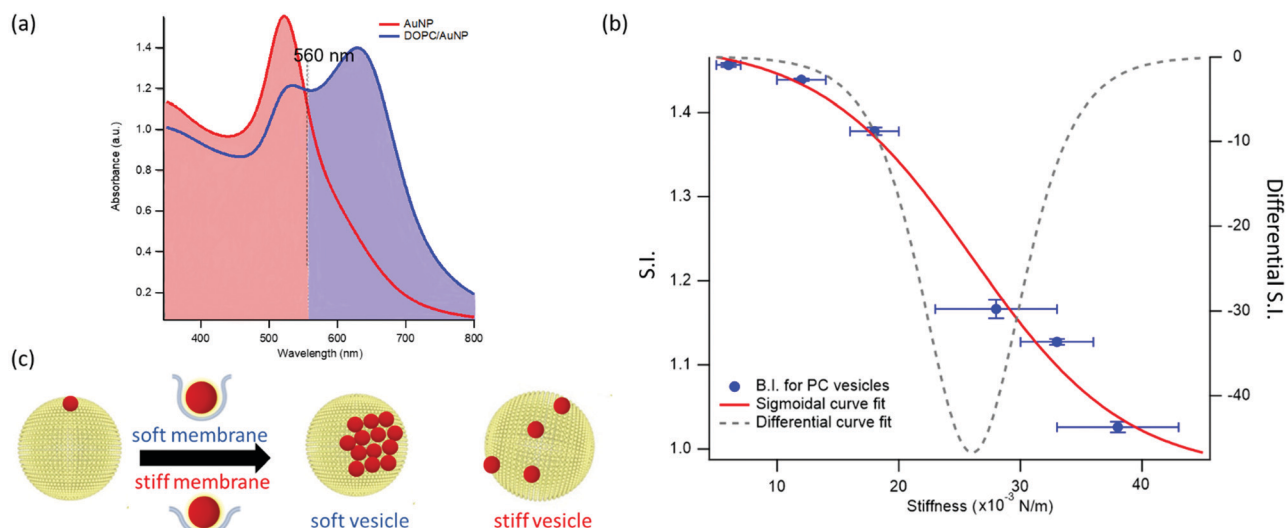 (a)
AuNP
DOPC/AuNP
560 nm
1.4
1.2
1.0
0.8
0.6
0.4
0.2
Absorbance (a.u.)
400
500
600
700
800
Wavelength (nm)
(b)
1.4
1.3
1.2
1.1
1.0
S.I.
0
-10
-20
-30
-40
Differential S.I.
B.I. for PC vesicles
Sigmoidal curve fit
Differential curve fit
10
20
30
40
Stiffness (x10⁻³ N/m)
(c)
soft membrane
stiff membrane
soft vesicle
stiff vesicle